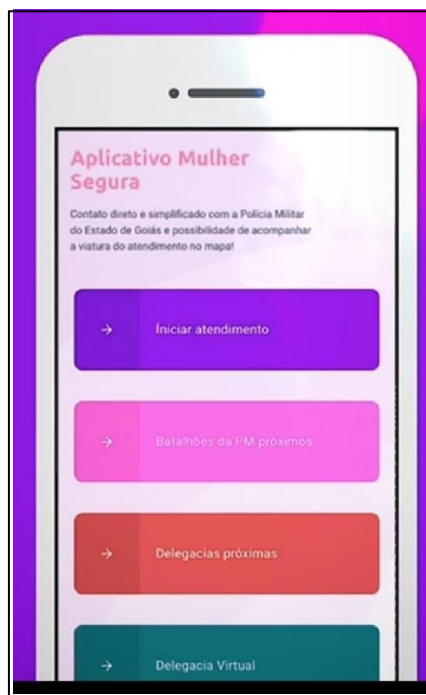 Aplicativo Mulher
Segura
Contato direto e simplificado com a Polícia Militar
do Estado de Goiás e possibilidade de acompanhar
a viatura do atendimento no mapa!
Íniciar atendimento
Batalhões da PM próximos
Delegacias próximas
Delegacia Virtual